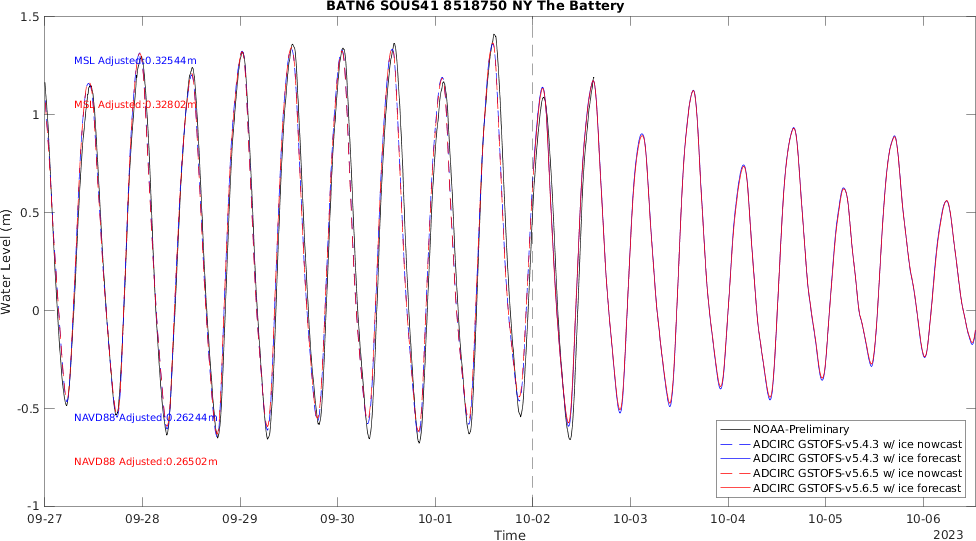 BATN6 SOUS41 8518750 NY The Battery
1.5
1
0.5
0
-0.5
-1
Water Level (m)
MSL Adjusted:0.32544m
MSL Adjusted:0.32802m
NAVD88 Adjusted:0.26244m
NAVD88 Adjusted:0.26502m
NOAA-Preliminary
ADCIRC GSTOFS-v5.4.3 w/ ice nowcast
ADCIRC GSTOFS-v5.4.3 w/ ice forecast
ADCIRC GSTOFS-v5.6.5 w/ ice nowcast
ADCIRC GSTOFS-v5.6.5 w/ ice forecast
09-27 09-28 09-29 09-30 10-01 10-02 10-03 10-04 10-05 10-06
Time
2023